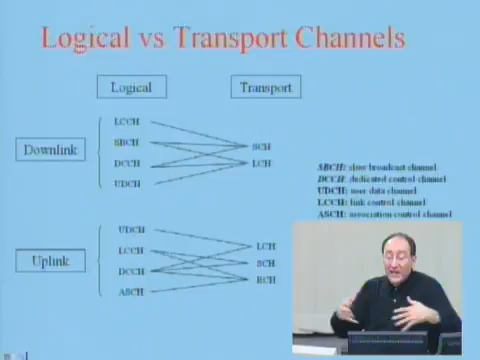 Logical vs Transport Channels
Logical
Transport
Downlink
LCCH
SBCH
DCCH
UDCH
SCH
LCH
SBCH: slow broadcast channel
DCCH: dedicated control channel
UDCH: user data channel
LCCH: link control channel
ASCH: association control channel
Uplink
UDCH
LCCH
DCCH
ASCH
LCH
SCH
RCH